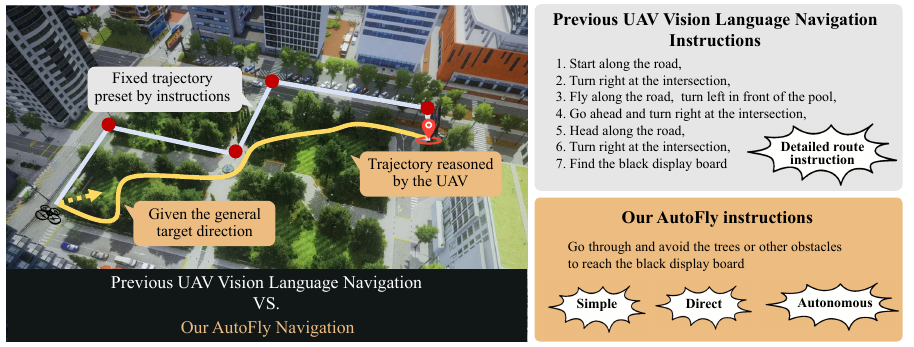 Fixed trajectory
preset by instructions
Trajectory reasoned
by the UAV
Given the general
target direction
Previous UAV Vision Language Navigation
VS.
Our AutoFly Navigation
Previous UAV Vision Language Navigation
Instructions
1. Start along the road,
2. Turn right at the intersection,
3. Fly along the road,  turn left in front of the pool,
4. Go ahead and turn right at the intersection,
5. Head along the road,
6. Turn right at the intersection,
7. Find the black display board
Detailed route
instruction
Our AutoFly instructions
Go through and avoid the trees or other obstacles
to reach the black display board
Simple
Direct
Autonomous